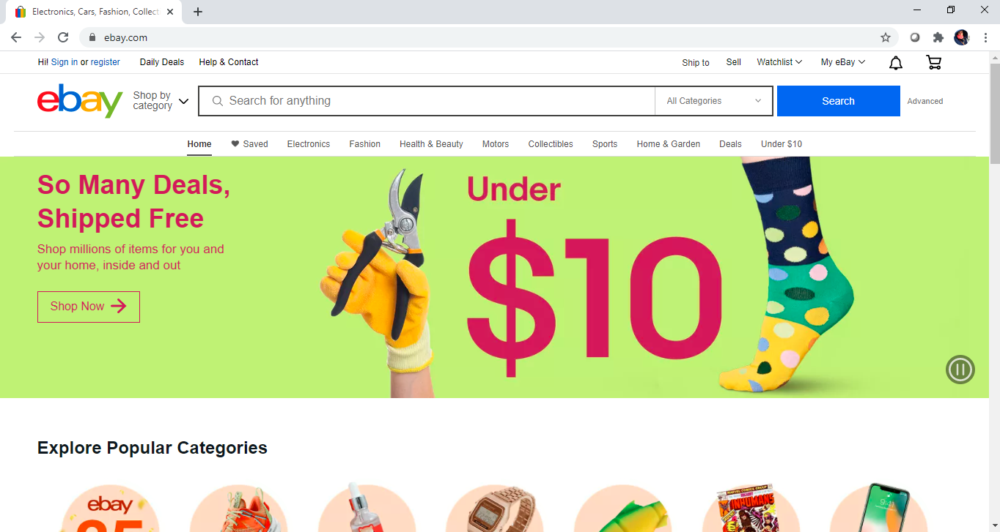 Electronics, Cars, Fashion, Collect
ebay.com
Hi! Sign in or register
Daily Deals
Help & Contact
Ship to
Sell
Watchlist
My eBay
ebay
Shop by
category
Search for anything
All Categories
Search
Advanced
Home
Saved
Electronics
Fashion
Health & Beauty
Motors
Collectibles
Sports
Home & Garden
Deals
Under $10
So Many Deals,
Shipped Free
Shop millions of items for you and
your home, inside and out
Shop Now
Under
$10
Explore Popular Categories
ebay
INHUMANS
9:41